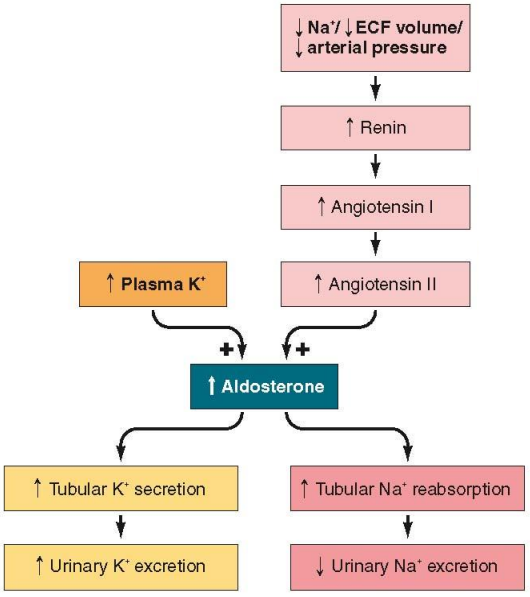 ↓ Na⁺/ ↓ECF volume/
↓ arterial pressure
↑ Renin
↑ Angiotensin I
↑ Plasma K⁺
↑ Angiotensin II
+
+
↑ Aldosterone
↑ Tubular K⁺ secretion
↑ Tubular Na⁺ reabsorption
↑ Urinary K⁺ excretion
↓ Urinary Na⁺ excretion